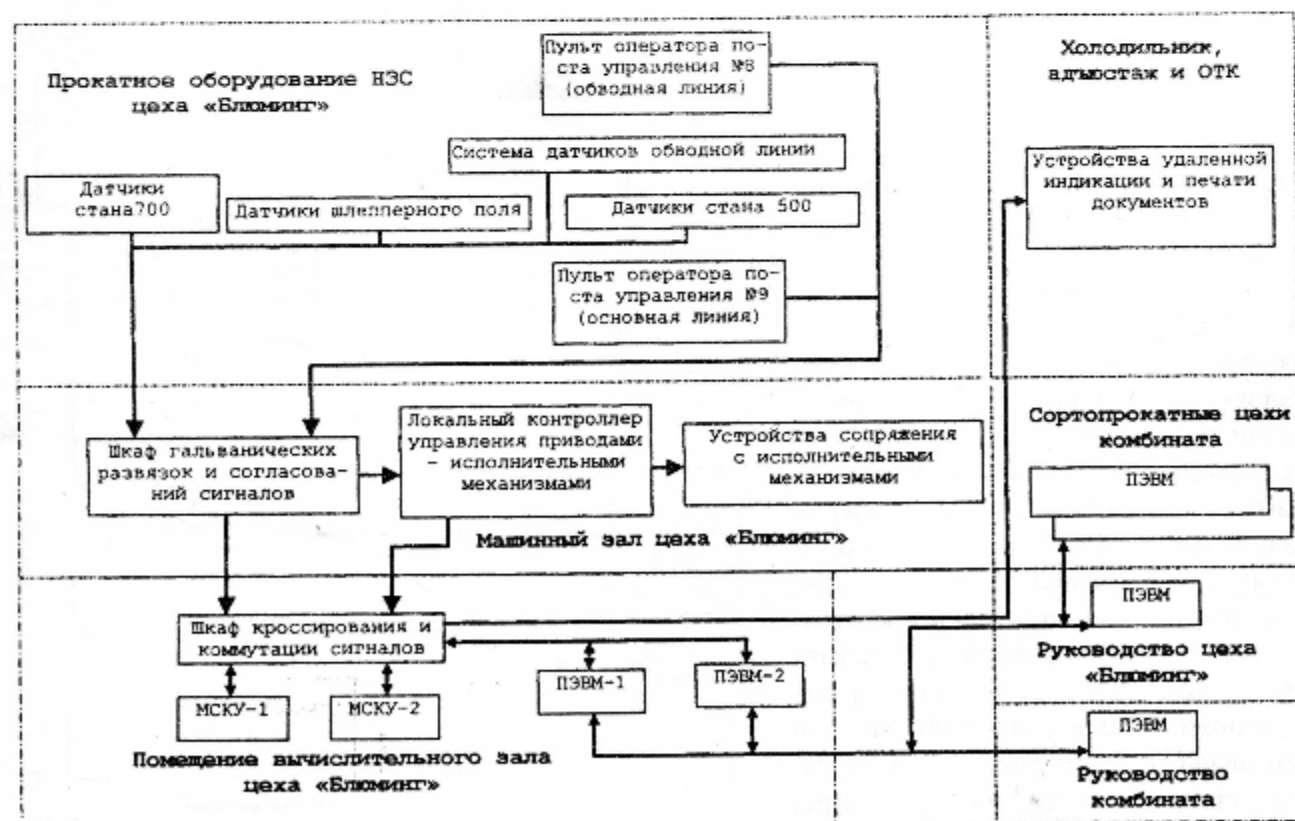 Прокатное оборудование НЗС
цеха «Блюминг»
Пульт оператора по-
ста управления №8
(обводная линия)
Холодильник,
адъюстаж и ОТК
Система датчиков обводной линии
Устройства удаленной
индикации и печати
документов
Датчики
стана700
Датчики шлепперного поля
Датчики стана 500
Пульт оператора по-
ста управления №9
(основная линия)
Шкаф гальванических
развязок и согласова-
ний сигналов
Локальный контроллер
управления приводами
– исполнительными
механизмами
Устройства сопряжения
с исполнительными
механизмами
Сортопрокатные цехи
комбината
ПЭВМ
Машинный зал цеха «Блюминг»
Шкаф кроссирования и
коммутации сигналов
ПЭВМ
Руководство цеха
«Блюминг»
МСКУ-1
МСКУ-2
ПЭВМ-1
ПЭВМ-2
Помещение вычислительного зала
цеха «Блюминг»
ПЭВМ
Руководство
комбината